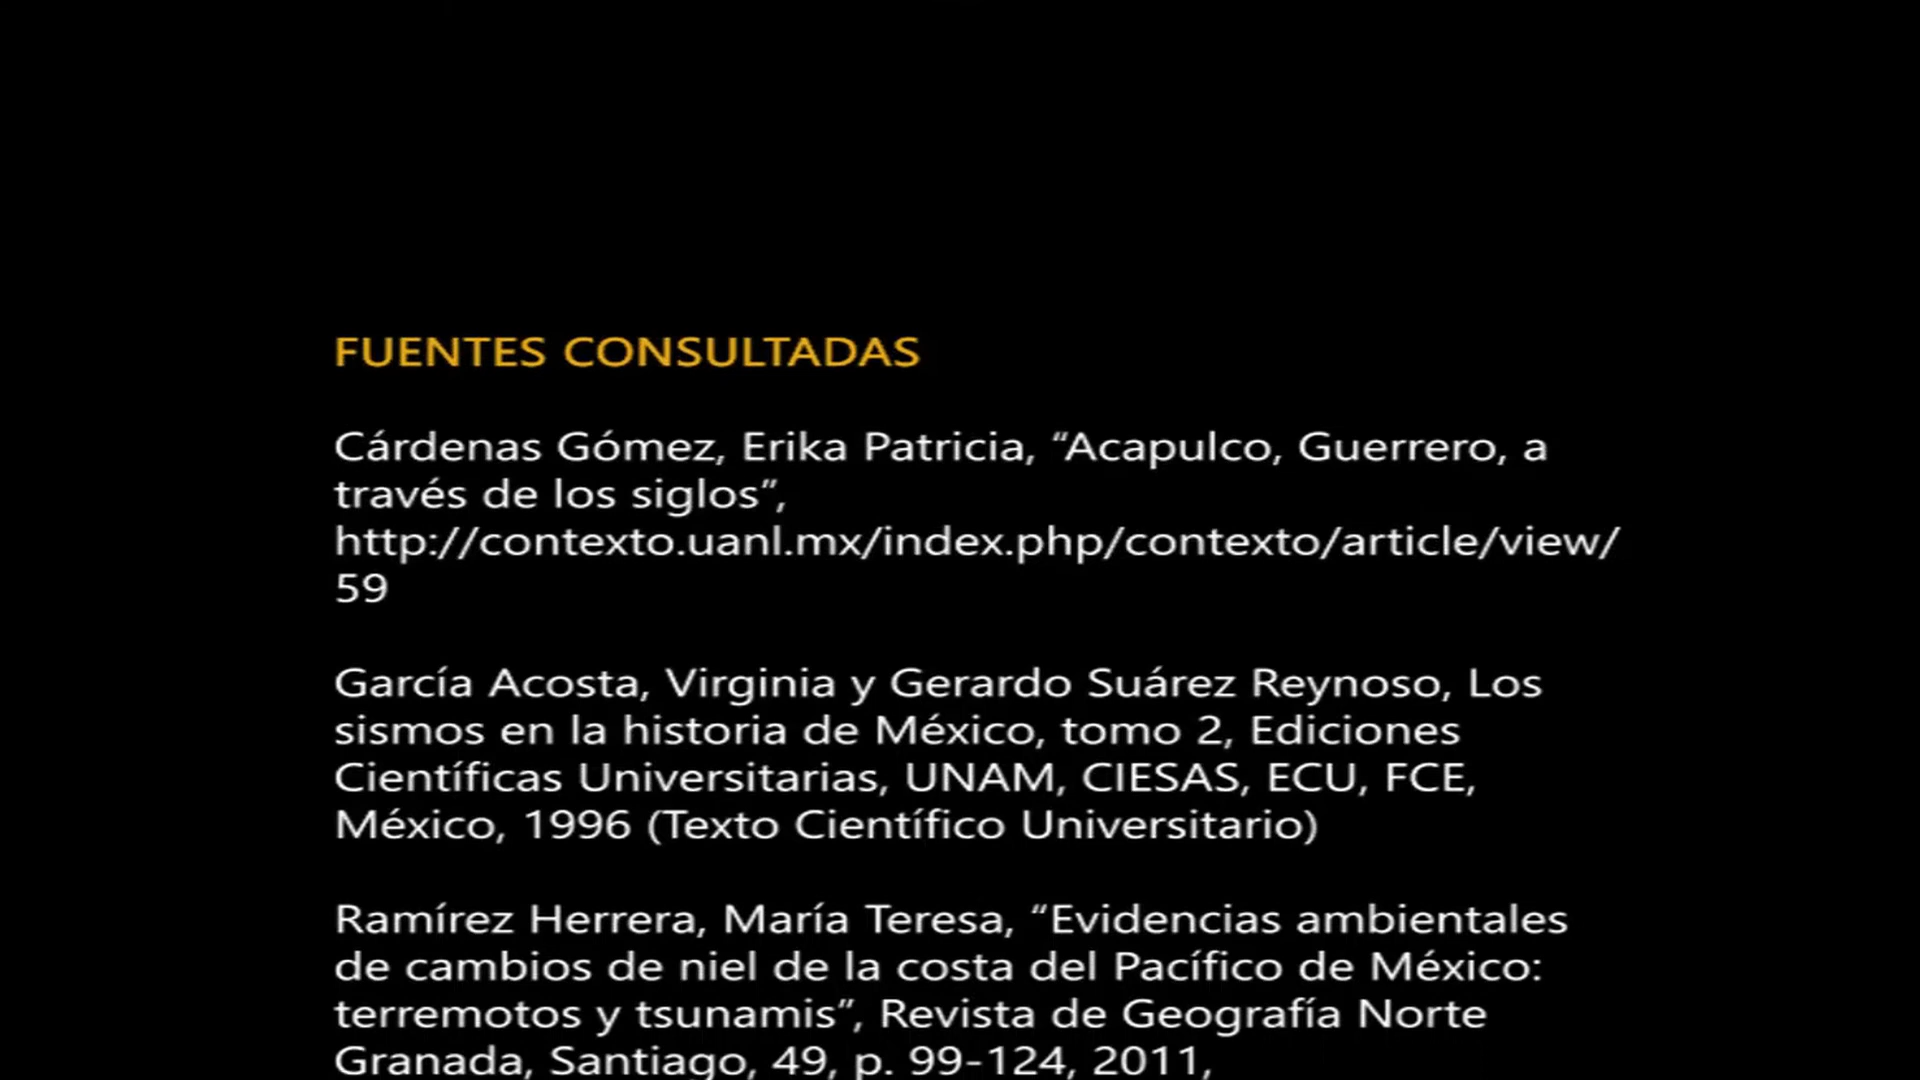 FUENTES CONSULTADAS
Cárdenas Gómez, Erika Patricia, “Acapulco, Guerrero, a
través de los siglos”,
http://contexto.uanl.mx/index.php/contexto/article/view/
59
García Acosta, Virginia y Gerardo Suárez Reynoso, Los
sismos en la historia de México, tomo 2, Ediciones
Científicas Universitarias, UNAM, CIESAS, ECU, FCE,
México, 1996 (Texto Científico Universitario)
Ramírez Herrera, María Teresa, “Evidencias ambientales
de cambios de niel de la costa del Pacífico de México:
terremotos y tsunamis”, Revista de Geografía Norte
Granada, Santiago, 49, p. 99-124, 2011,